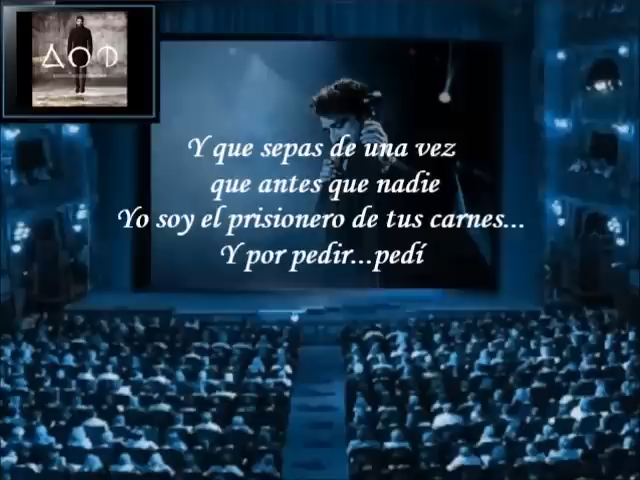 ΔΟΦ
Y que sepas de una vez
que antes que nadie
Yo soy el prisionero de tus carnes...
Y por pedir...pedí